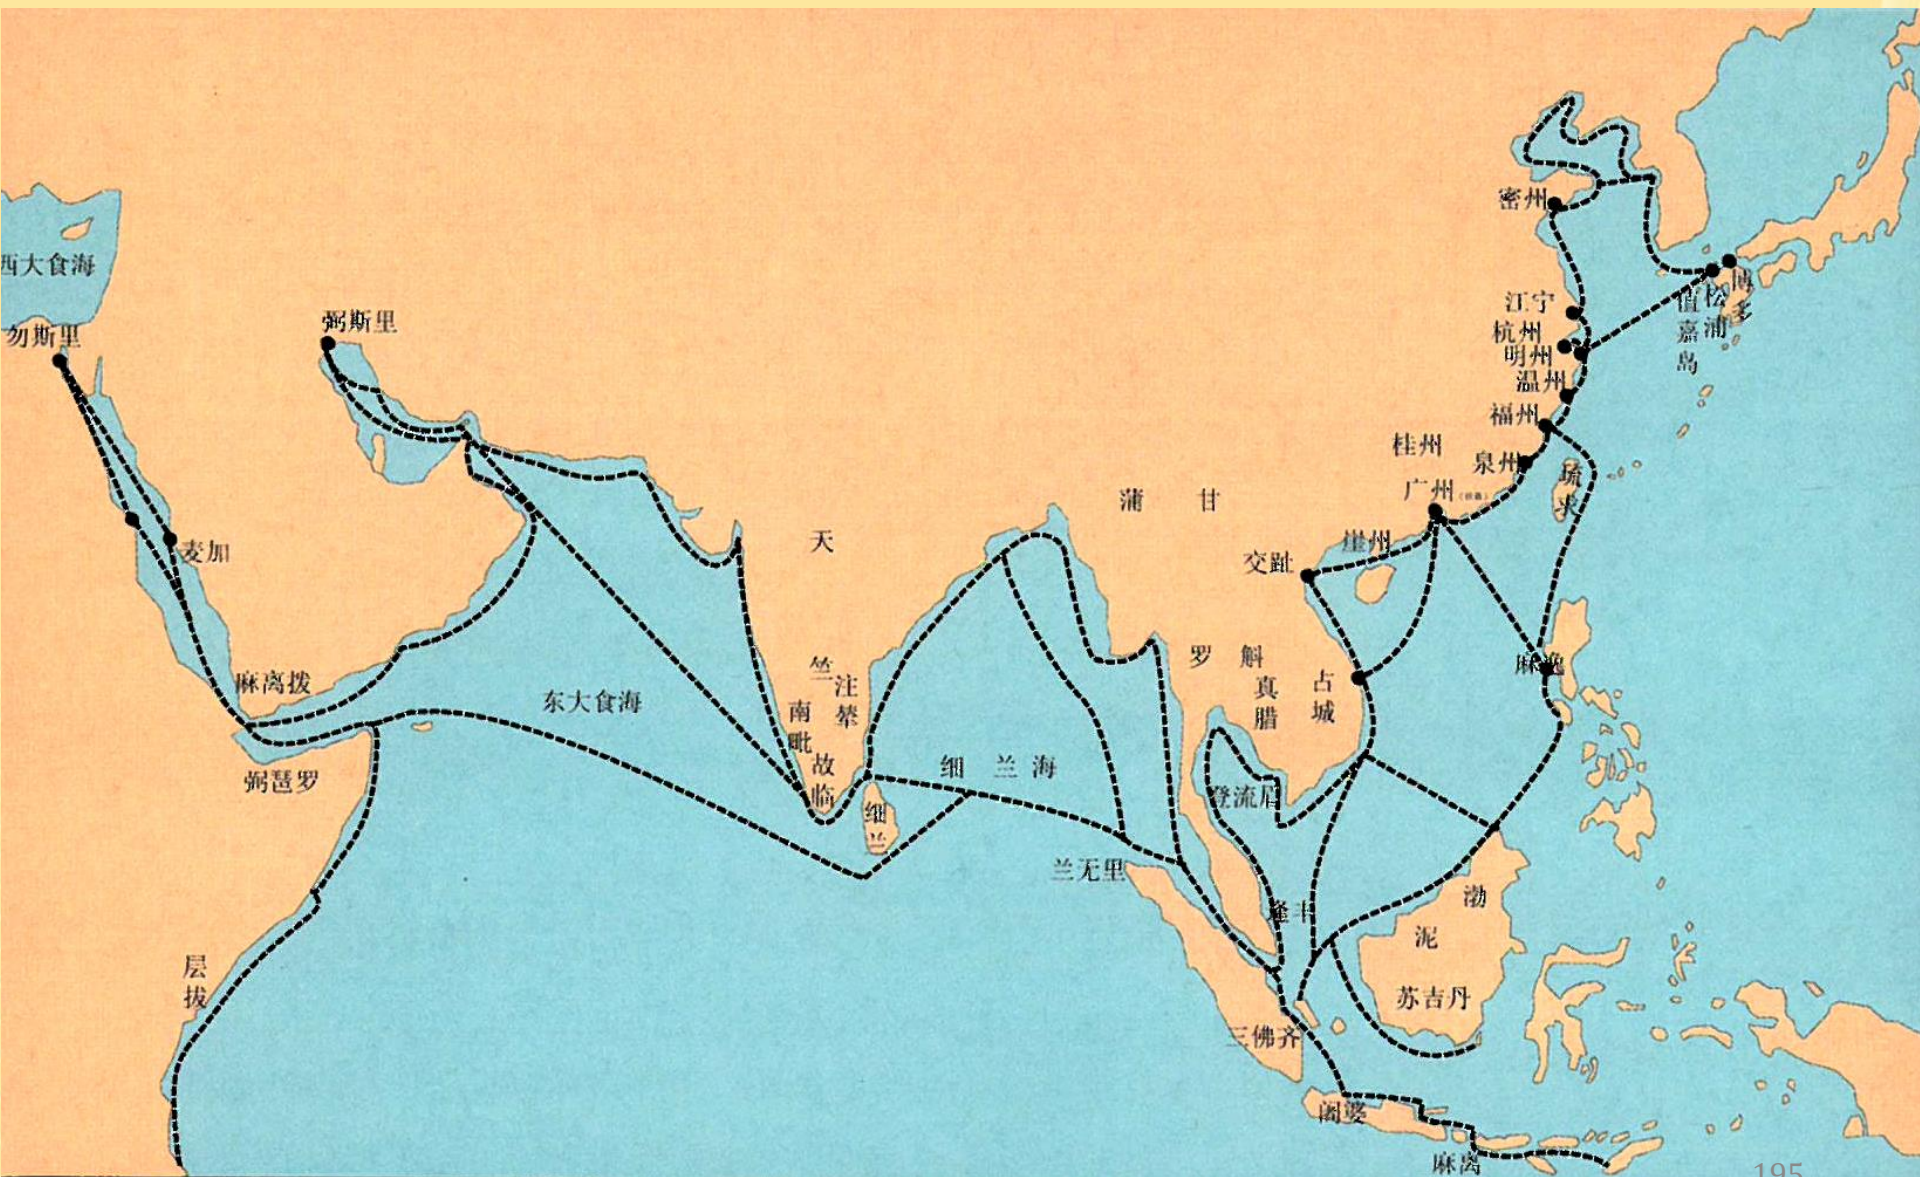 密州
西大食海
江宁
博多
松浦
值嘉岛
弼斯里
勿斯里
杭州
明州
温州
福州
桂州
泉州
广州
琉求
蒲 甘
天
竺
麦加
崖州
交趾
罗 斛
真腊
占城
麻逸
麻离拨
东大食海
注辇
南毗
故临
细 兰 海
细兰
弼琶罗
登流眉
兰无里
渤
泥
层拔
苏吉丹
三佛齐
阇婆
麻离
195